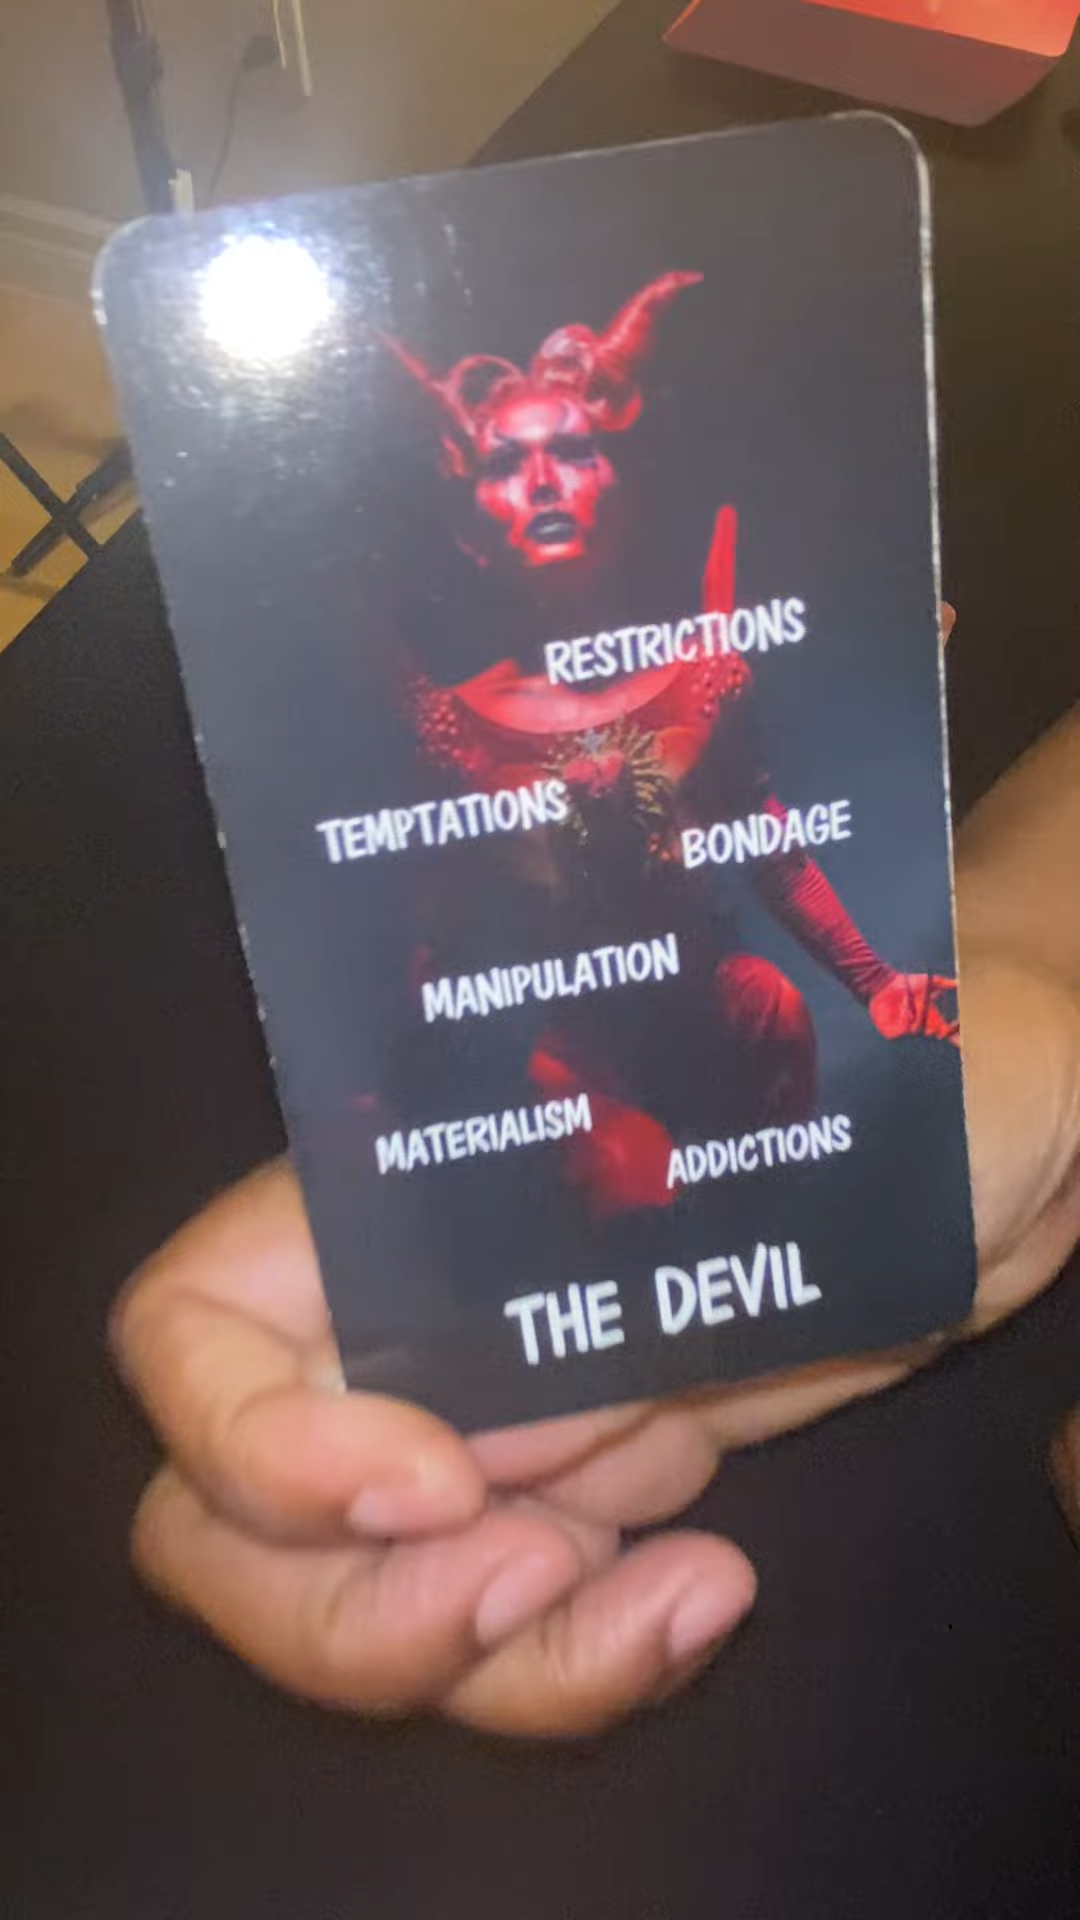 RESTRICTIONS
TEMPTATIONS
BONDAGE
MANIPULATION
MATERIALISM
ADDICTIONS
THE DEVIL